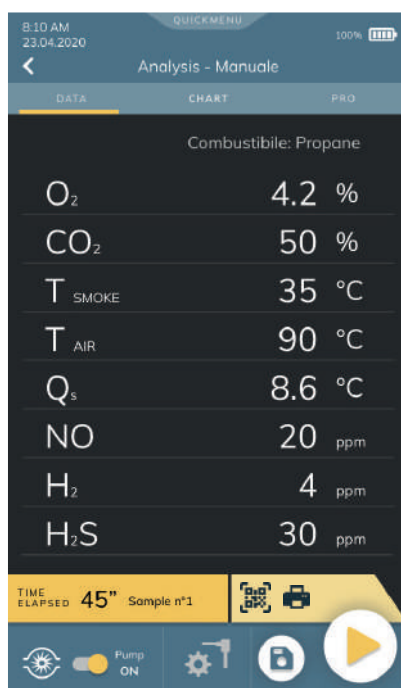 QUICKMENU
8:10 AM
23.04.2020
100%
Analysis - Manuale
DATA CHART PRO
Combustibile: Propane
O₂ 4.2 %
CO₂ 50 %
T SMOKE 35 °C
T AIR 90 °C
Qs 8.6 °C
NO 20 ppm
H₂ 4 ppm
H₂S 30 ppm
TIME
ELAPSED 45” Sample n°1
Pump
ON